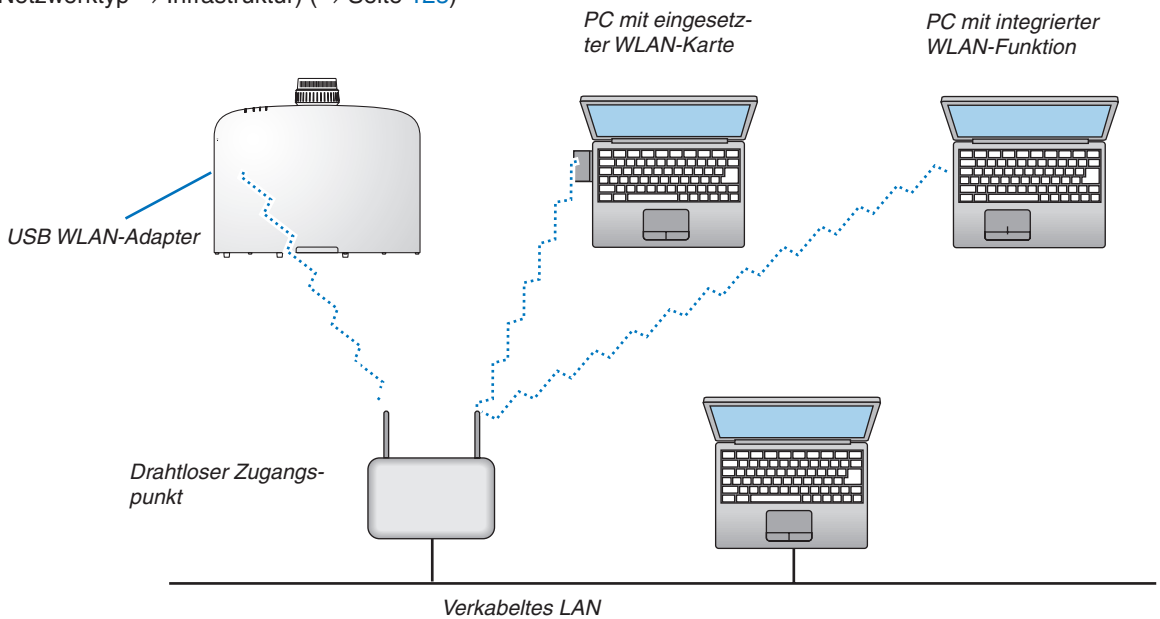 Netzwerktyp → Infrastruktur) (→ Seite 125)
PC mit eingesetz-
ter WLAN-Karte
PC mit integrierter
WLAN-Funktion
USB WLAN-Adapter
Drahtloser Zugangs-
punkt
Verkabeltes LAN